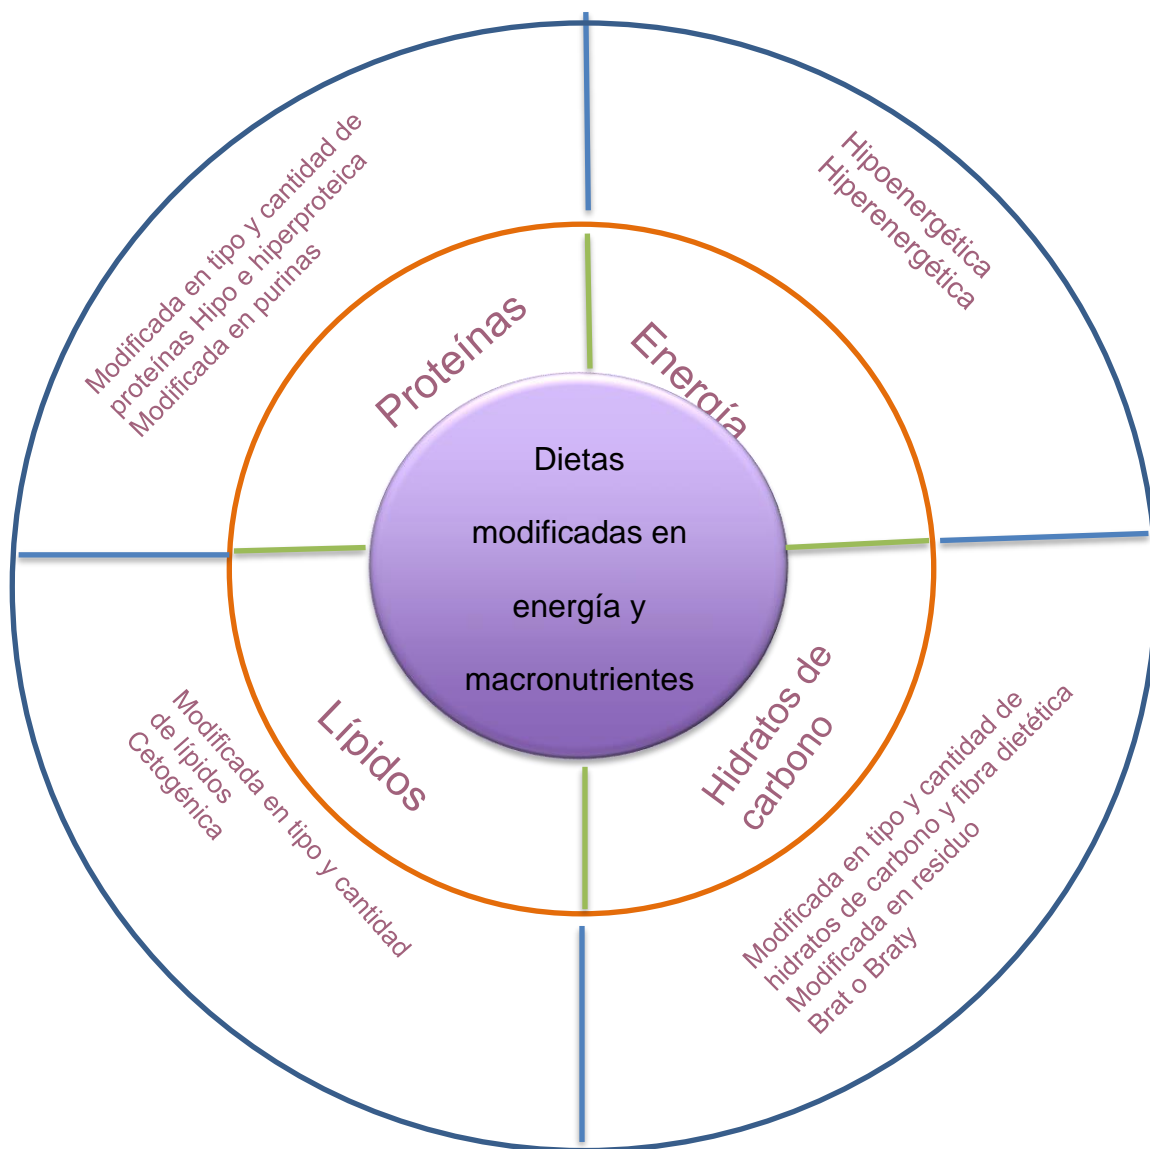 Dietas
modificadas en
energía y
macronutrientes
Proteínas
Modificada en tipo y cantidad de
proteínas Hipo e hiperproteica
Modificada en purinas
Energía
Hipoenergética
Hiperenergética
Hidratos de
carbono
Modificada en tipo y cantidad de
hidratos de carbono y fibra dietética
Modificada en residuo
Brat o Braty
Lípidos
Modificada en tipo y cantidad
de lípidos
Cetogénica